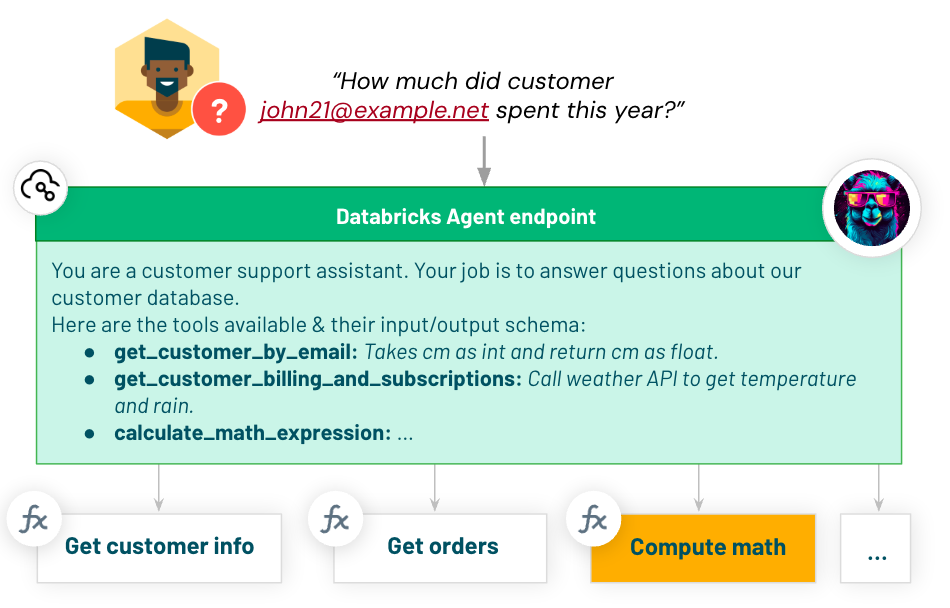 “How much did customer
john21@example.net spent this year?”
?
Databricks Agent endpoint
You are a customer support assistant. Your job is to answer questions about our
customer database.
Here are the tools available & their input/output schema:
● get_customer_by_email: Takes cm as int and return cm as float.
● get_customer_billing_and_subscriptions: Call weather API to get temperature
and rain.
● calculate_math_expression: ...
fx
Get customer info
fx
Get orders
fx
Compute math
...